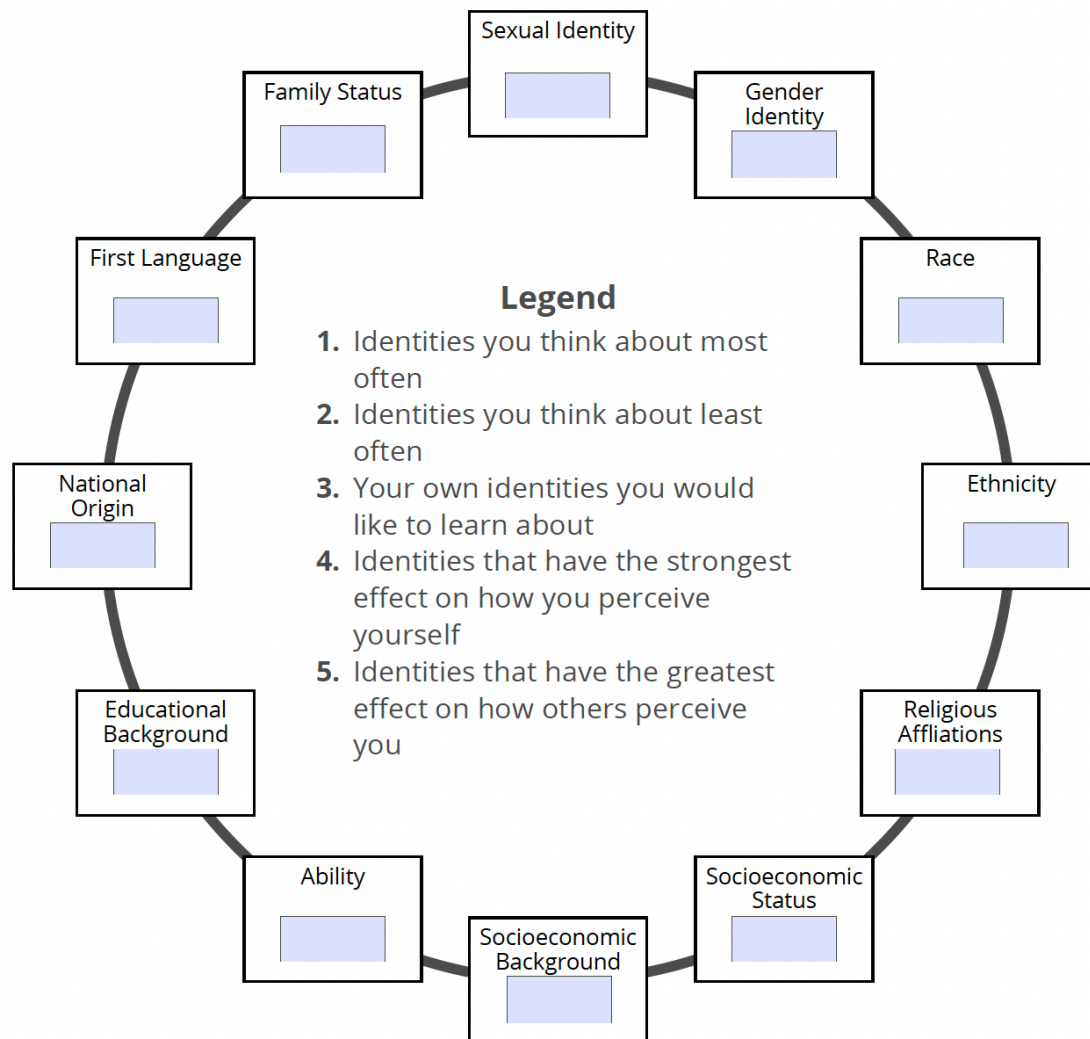 Sexual Identity
Family Status
Gender
Identity
First Language
Race
Legend
1. Identities you think about most
often
2. Identities you think about least
often
3. Your own identities you would
like to learn about
4. Identities that have the strongest
effect on how you perceive
yourself
5. Identities that have the greatest
effect on how others perceive
you
National
Origin
Ethnicity
Educational
Background
Religious
Affliations
Ability
Socioeconomic
Status
Socioeconomic
Background